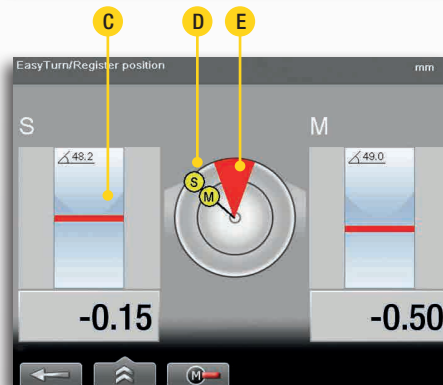 C D E
EasyTurn/Register position mm
S M
∠48.2 ∠49.0
S
M
-0.15 -0.50
M